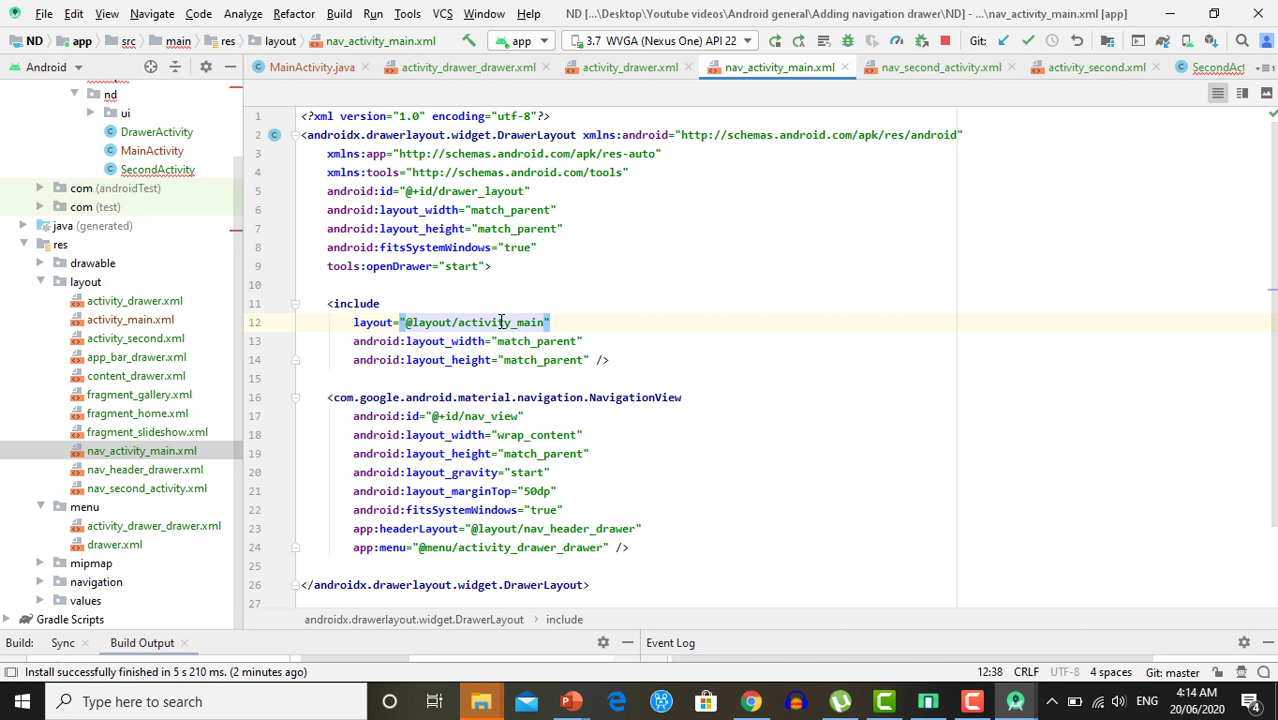 File Edit View Navigate Code Analyze Refactor Build Run Tools VCS Window Help ND [...\Desktop\Youtube videos\Android general\Adding navigation drawer\ND] - ...\nav_activity_main.xml [app]
ND app src main res layout nav_activity_main.xml app 3.7 WVGA (Nexus One) API 22 Git:
Android
MainActivity.java activity_drawer_drawer.xml activity_drawer.xml nav_activity_main.xml nav_second_activity.xml activity_second.xml SecondAct
nd
ui
DrawerActivity
MainActivity
SecondActivity
com (androidTest)
com (test)
java (generated)
res
drawable
layout
activity_drawer.xml
activity_main.xml
activity_second.xml
app_bar_drawer.xml
content_drawer.xml
fragment_gallery.xml
fragment_home.xml
fragment_slideshow.xml
nav_activity_main.xml
nav_header_drawer.xml
nav_second_activity.xml
menu
activity_drawer_drawer.xml
drawer.xml
mipmap
navigation
values
Gradle Scripts
1 <?xml version="1.0" encoding="utf-8"?>
2 <androidx.drawerlayout.widget.DrawerLayout xmlns:android="http://schemas.android.com/apk/res/android"
3 xmlns:app="http://schemas.android.com/apk/res-auto"
4 xmlns:tools="http://schemas.android.com/tools"
5 android:id="@+id/drawer_layout"
6 android:layout_width="match_parent"
7 android:layout_height="match_parent"
8 android:fitsSystemWindows="true"
9 tools:openDrawer="start">
10
11 <include
12 layout="@layout/activity_main"
13 android:layout_width="match_parent"
14 android:layout_height="match_parent" />
15
16 <com.google.android.material.navigation.NavigationView
17 android:id="@+id/nav_view"
18 android:layout_width="wrap_content"
19 android:layout_height="match_parent"
20 android:layout_gravity="start"
21 android:layout_marginTop="50dp"
22 android:fitsSystemWindows="true"
23 app:headerLayout="@layout/nav_header_drawer"
24 app:menu="@menu/activity_drawer_drawer" />
25
26 </androidx.drawerlayout.widget.DrawerLayout>
27
androidx.drawerlayout.widget.DrawerLayout › include
Build: Sync Build Output Event Log
Install successfully finished in 5 s 210 ms. (2 minutes ago) 12:38 CRLF UTF-8 4 spaces Git: master
Type here to search ENG 4:14 AM
20/06/2020 4